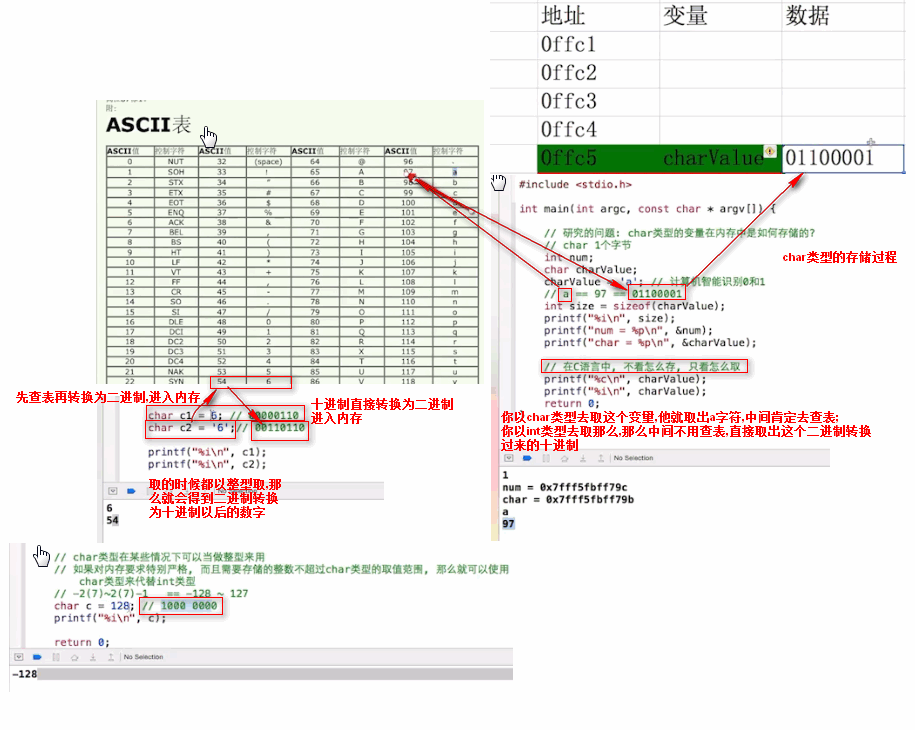 地址 变量 数据
0ffc1
0ffc2
0ffc3
0ffc4
0ffc5 charValue 01100001
附:
ASCII表
ASCII值 控制字符 ASCII值 控制字符 ASCII值 控制字符 ASCII值 控制字符
0 NUT 32 (space) 64 @ 96
1 SOH 33 ! 65 A 97 a
2 STX 34 " 66 B 98 b
3 ETX 35 # 67 C 99 c
4 EOT 36 $ 68 D 100
5 ENQ 37 % 69 E 101 e
6 ACK 38 & 70 F 102 f
7 BEL 39 , 71 G 103 g
8 BS 40 ( 72 H 104 h
9 HT 41 ) 73 I 105 i
10 LF 42 * 74 J 106 j
11 VT 43 + 75 K 107 k
12 FF 44 , 76 L 108 l
13 CR 45 - 77 M 109 m
14 SO 46 . 78 N 110 n
15 SI 47 / 79 O 111 o
16 DLE 48 0 80 P 112 p
17 DCI 49 1 81 Q 113 q
18 DC2 50 2 82 R 114 r
19 DC3 51 3 83 X 115 s
20 DC4 52 4 84 T 116 t
21 NAK 53 5 85 U 117 u
22 SYN 54 6 86 V 118 v
#include <stdio.h>
int main(int argc, const char * argv[]) {
// 研究的问题: char类型的变量在内存中是如何存储的?
// char 1个字节
int num;
char charValue;
charValue = 'a'; // 计算机智能识别0和1
// a == 97 == 01100001
int size = sizeof(charValue);
printf("%i\n", size);
printf("num = %p\n", &num);
printf("char = %p\n", &charValue);
// 在C语言中, 不看怎么存, 只看怎么取
printf("%c\n", charValue);
printf("%i\n", charValue);
return 0;
char类型的存储过程
你以char类型去取这个变量,他就取出a字符,中间肯定去查表;
你以int类型去取那么,那么中间不用查表,直接取出这个二进制转换
过来的十进制
No Selection
1
num = 0x7fff5fbff79c
char = 0x7fff5fbff79b
a
97
先查表再转换为二进制,进入内存
十进制直接转换为二进制
进入内存
char c1 = 6; // 00000110
char c2 = '6';// 00110110
printf("%i\n", c1);
printf("%i\n", c2);
取的时候都以整型取,那
么就会得到二进制转换
为十进制以后的数字
6
54
// char类型在某些情况下可以当做整型来用
// 如果对内存要求特别严格, 而且需要存储的整数不超过char类型的取值范围, 那么就可以使用
char类型来代替int类型
// -2(7)~2(7)-1 == -128 ~ 127
char c = 128; // 1000 0000
printf("%i\n", c);
return 0;
No Selection
-128